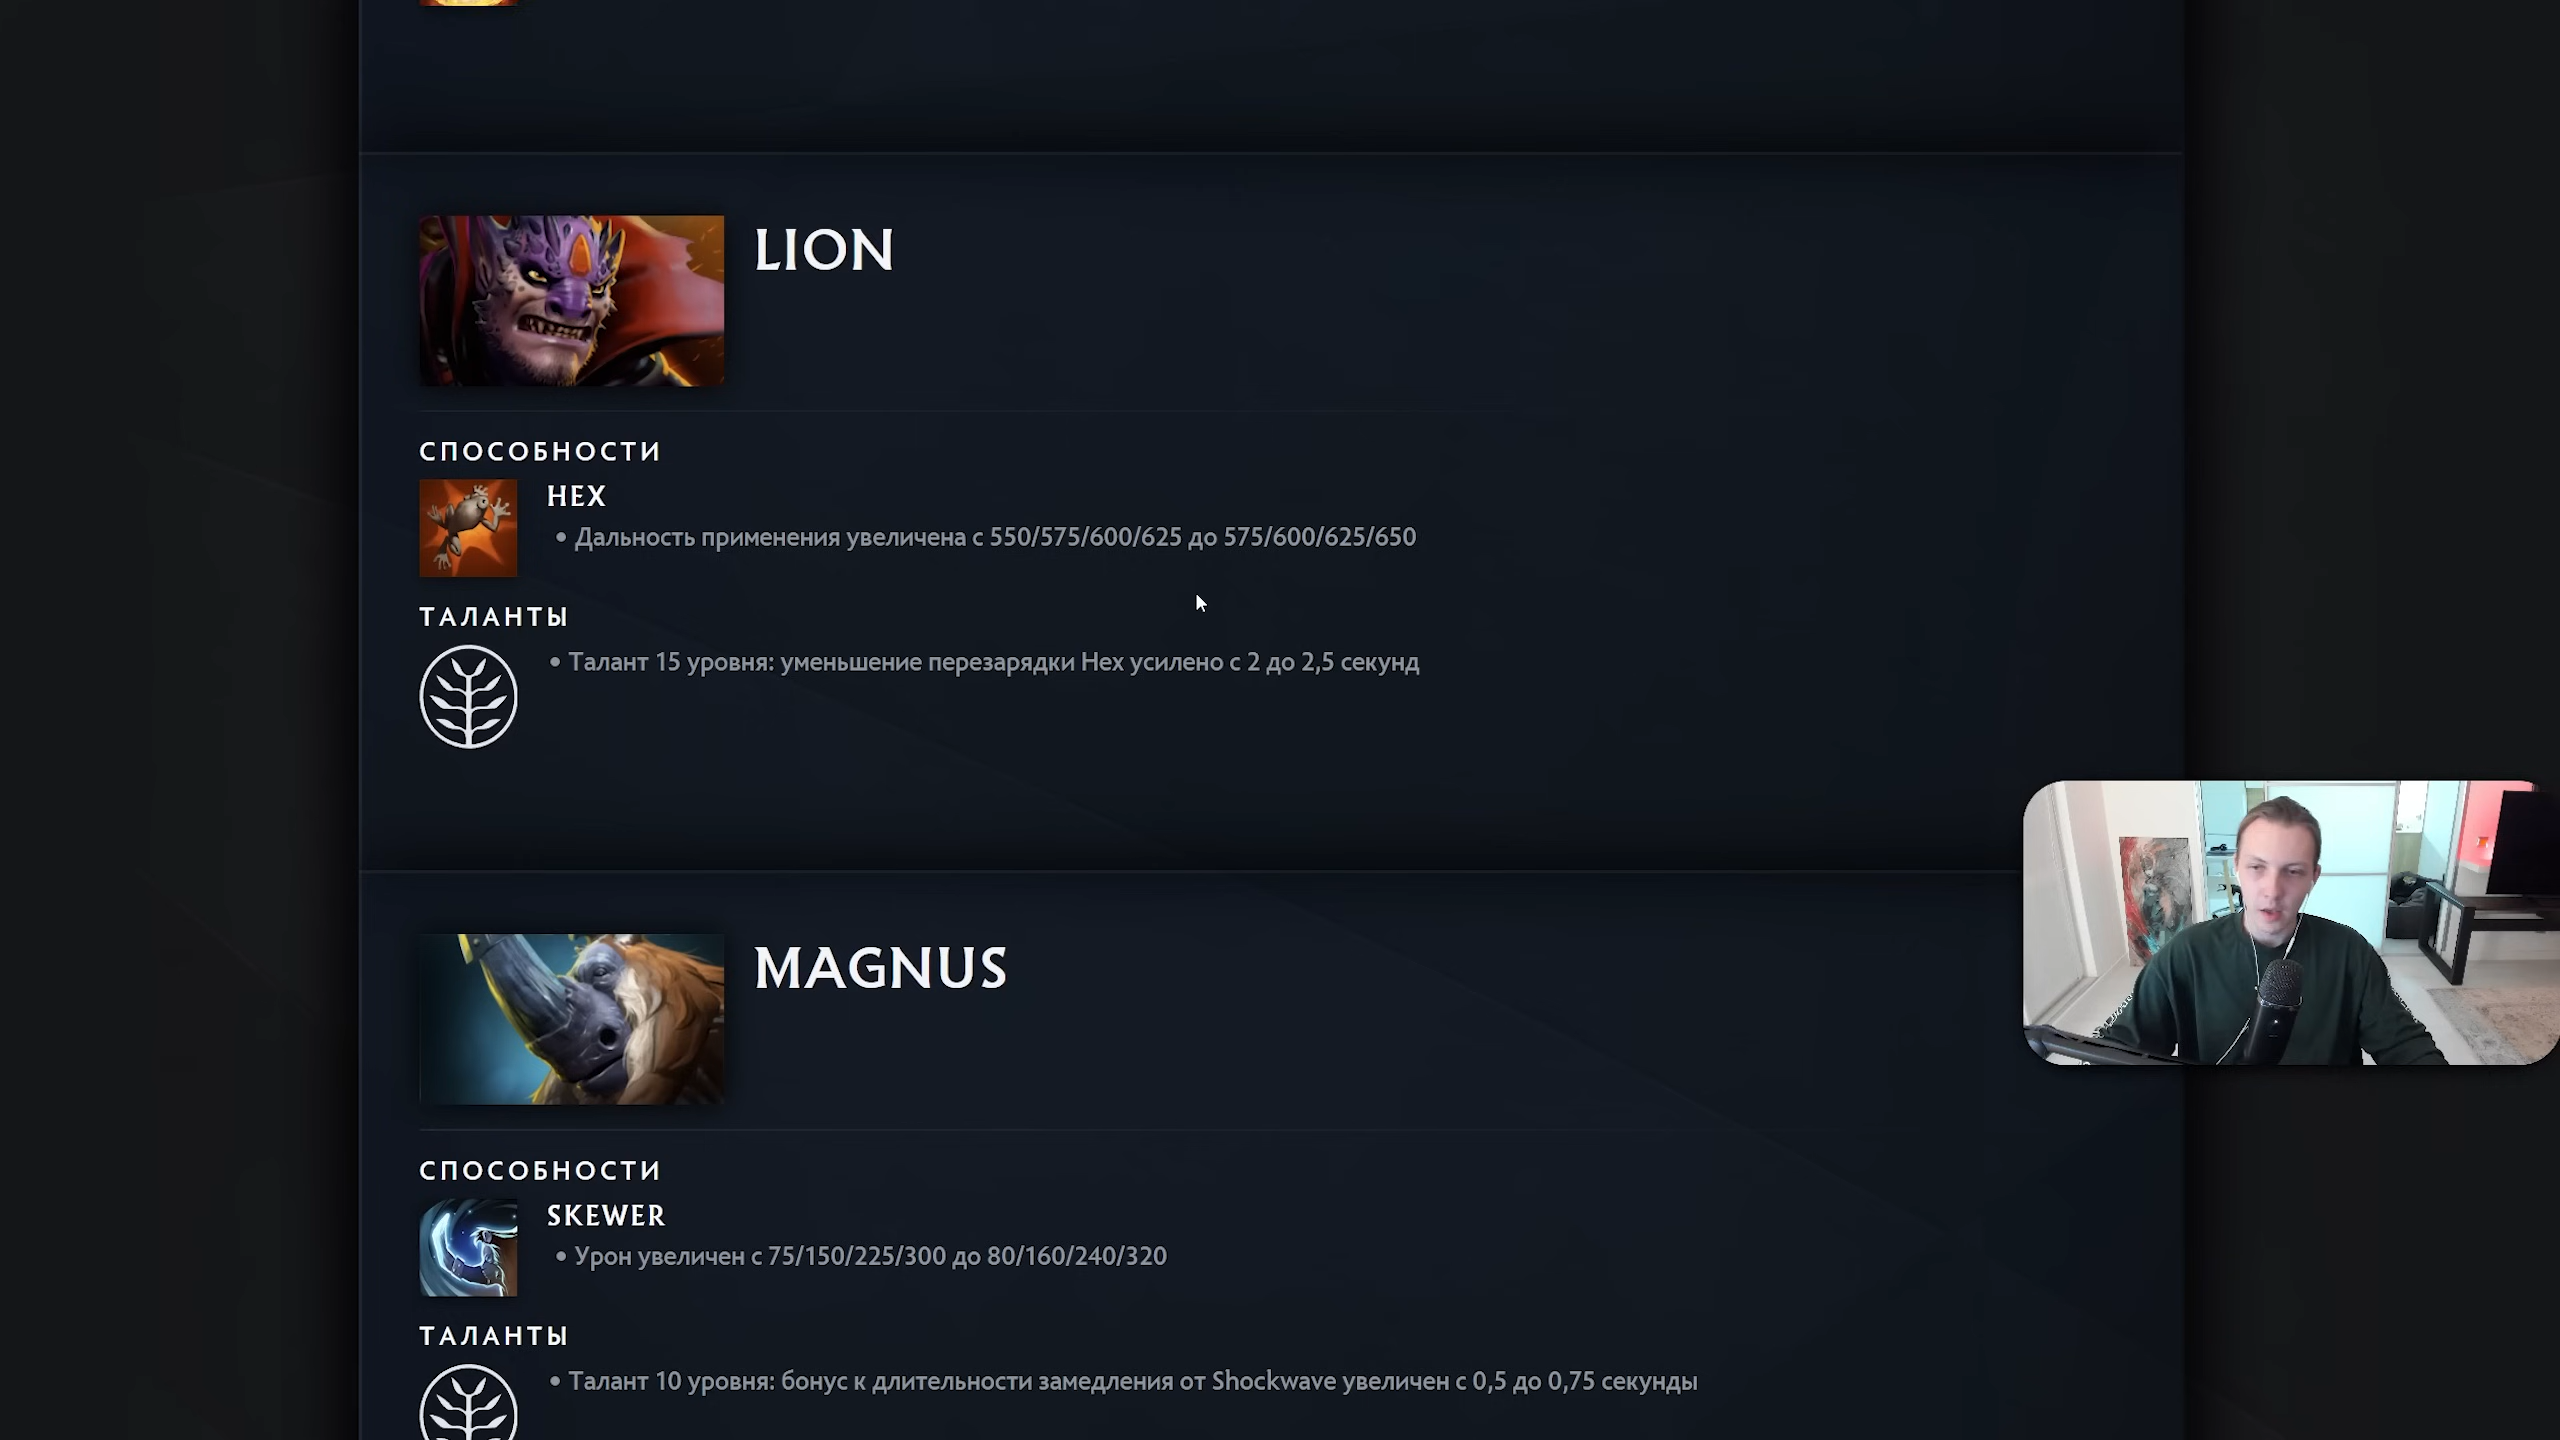 LION
СПОСОБНОСТИ
HEX
• Дальность применения увеличена с 550/575/600/625 до 575/600/625/650
ТАЛАНТЫ
• Талант 15 уровня: уменьшение перезарядки Hex усилено с 2 до 2,5 секунд
MAGNUS
СПОСОБНОСТИ
SKEWER
• Урон увеличен с 75/150/225/300 до 80/160/240/320
ТАЛАНТЫ
• Талант 10 уровня: бонус к длительности замедления от Shockwave увеличен с 0,5 до 0,75 секунды